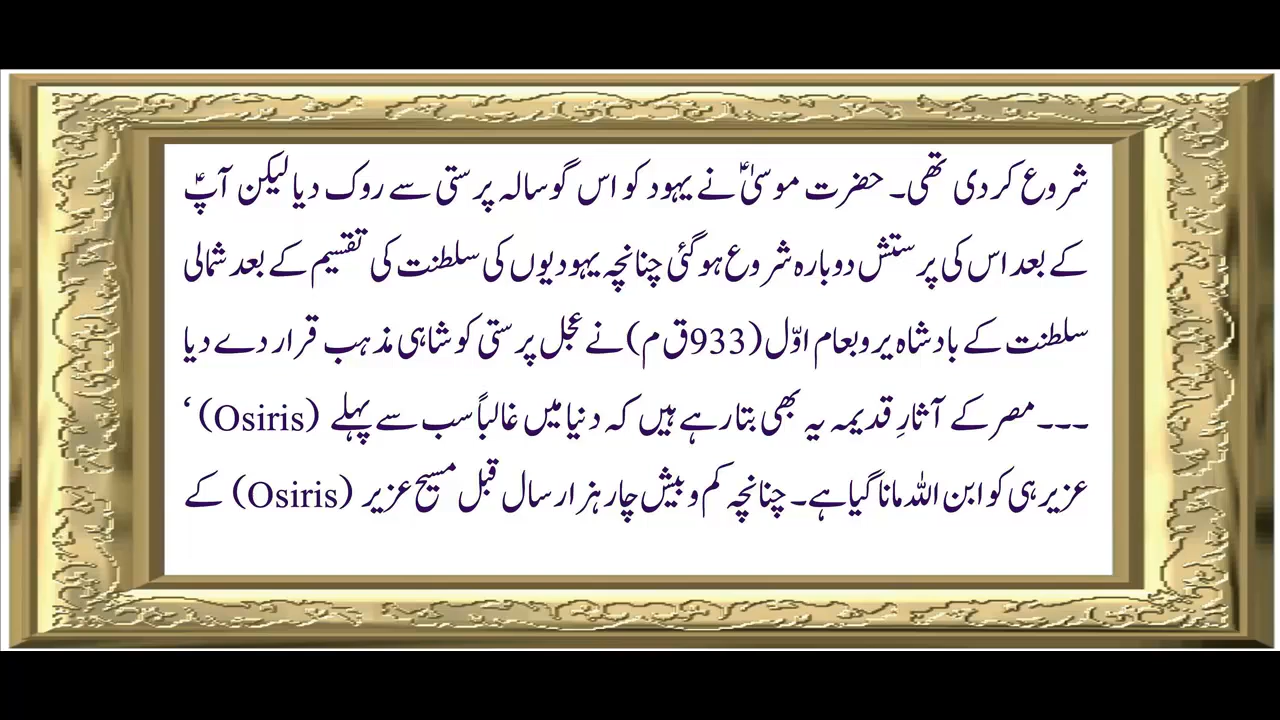 شروع کر دی تھی۔ حضرت موسیٰؑ نے یہود کو اس گوسالہ پرستی سے روک دیا لیکن آپؑ
کے بعد اس کی پرستش دوبارہ شروع ہوگئی چنانچہ یہودیوں کی سلطنت کی تقسیم کے بعد شمالی
سلطنت کے بادشاہ یروبعام اوّل (933ق م) نے عجل پرستی کو شاہی مذہب قرار دے دیا
۔۔۔ مصر کے آثارِ قدیمہ یہ بھی بتا رہے ہیں کہ دنیا میں غالباً سب سے پہلے (Osiris)‘
عزیر ہی کو ابن اللہ مانا گیا ہے۔ چنانچہ کم و بیش چار ہزار سال قبل مسیح عزیر (Osiris) کے